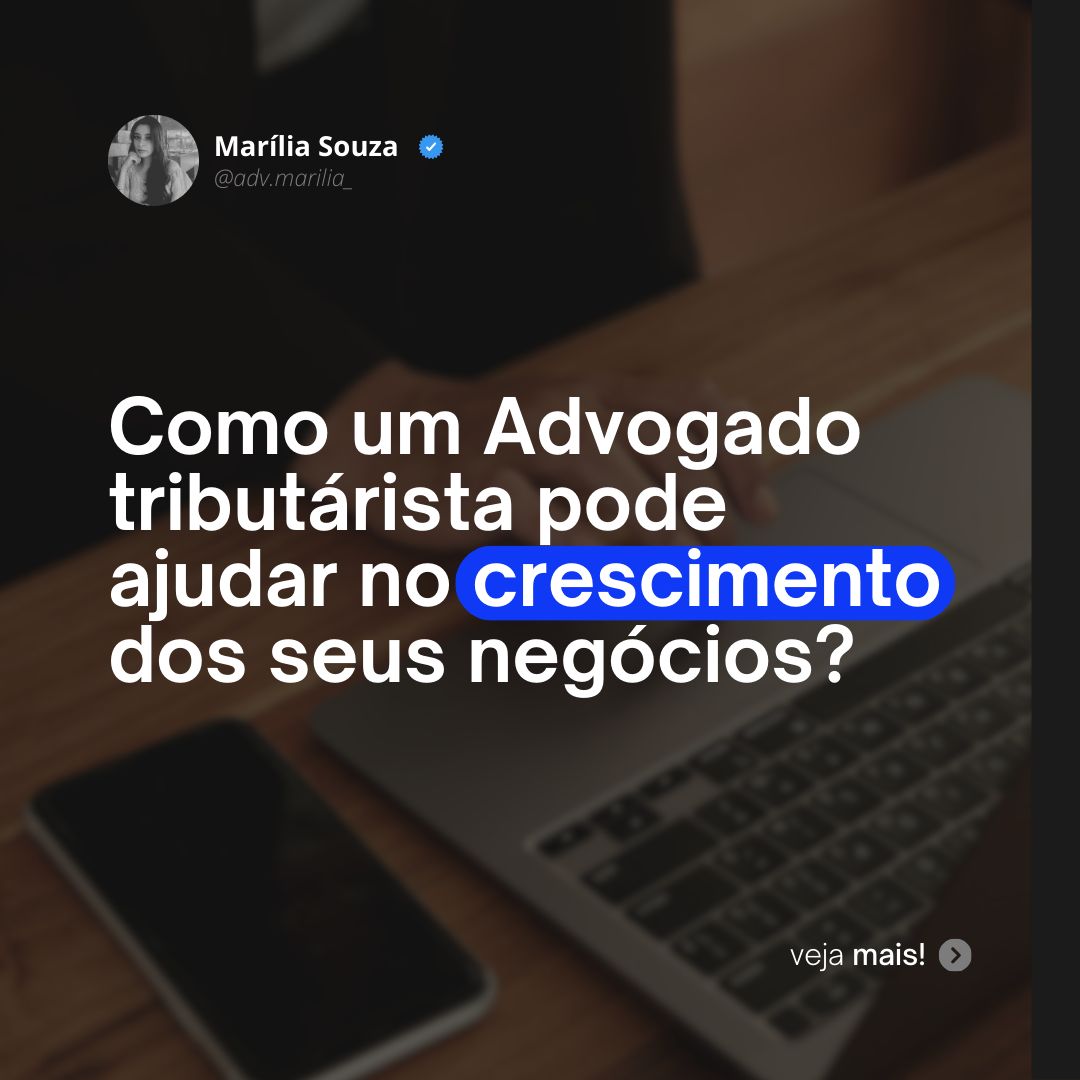 Marília Souza
@adv.marilia_
Como um Advogado
tributárista pode
ajudar no crescimento
dos seus negócios?
veja mais!